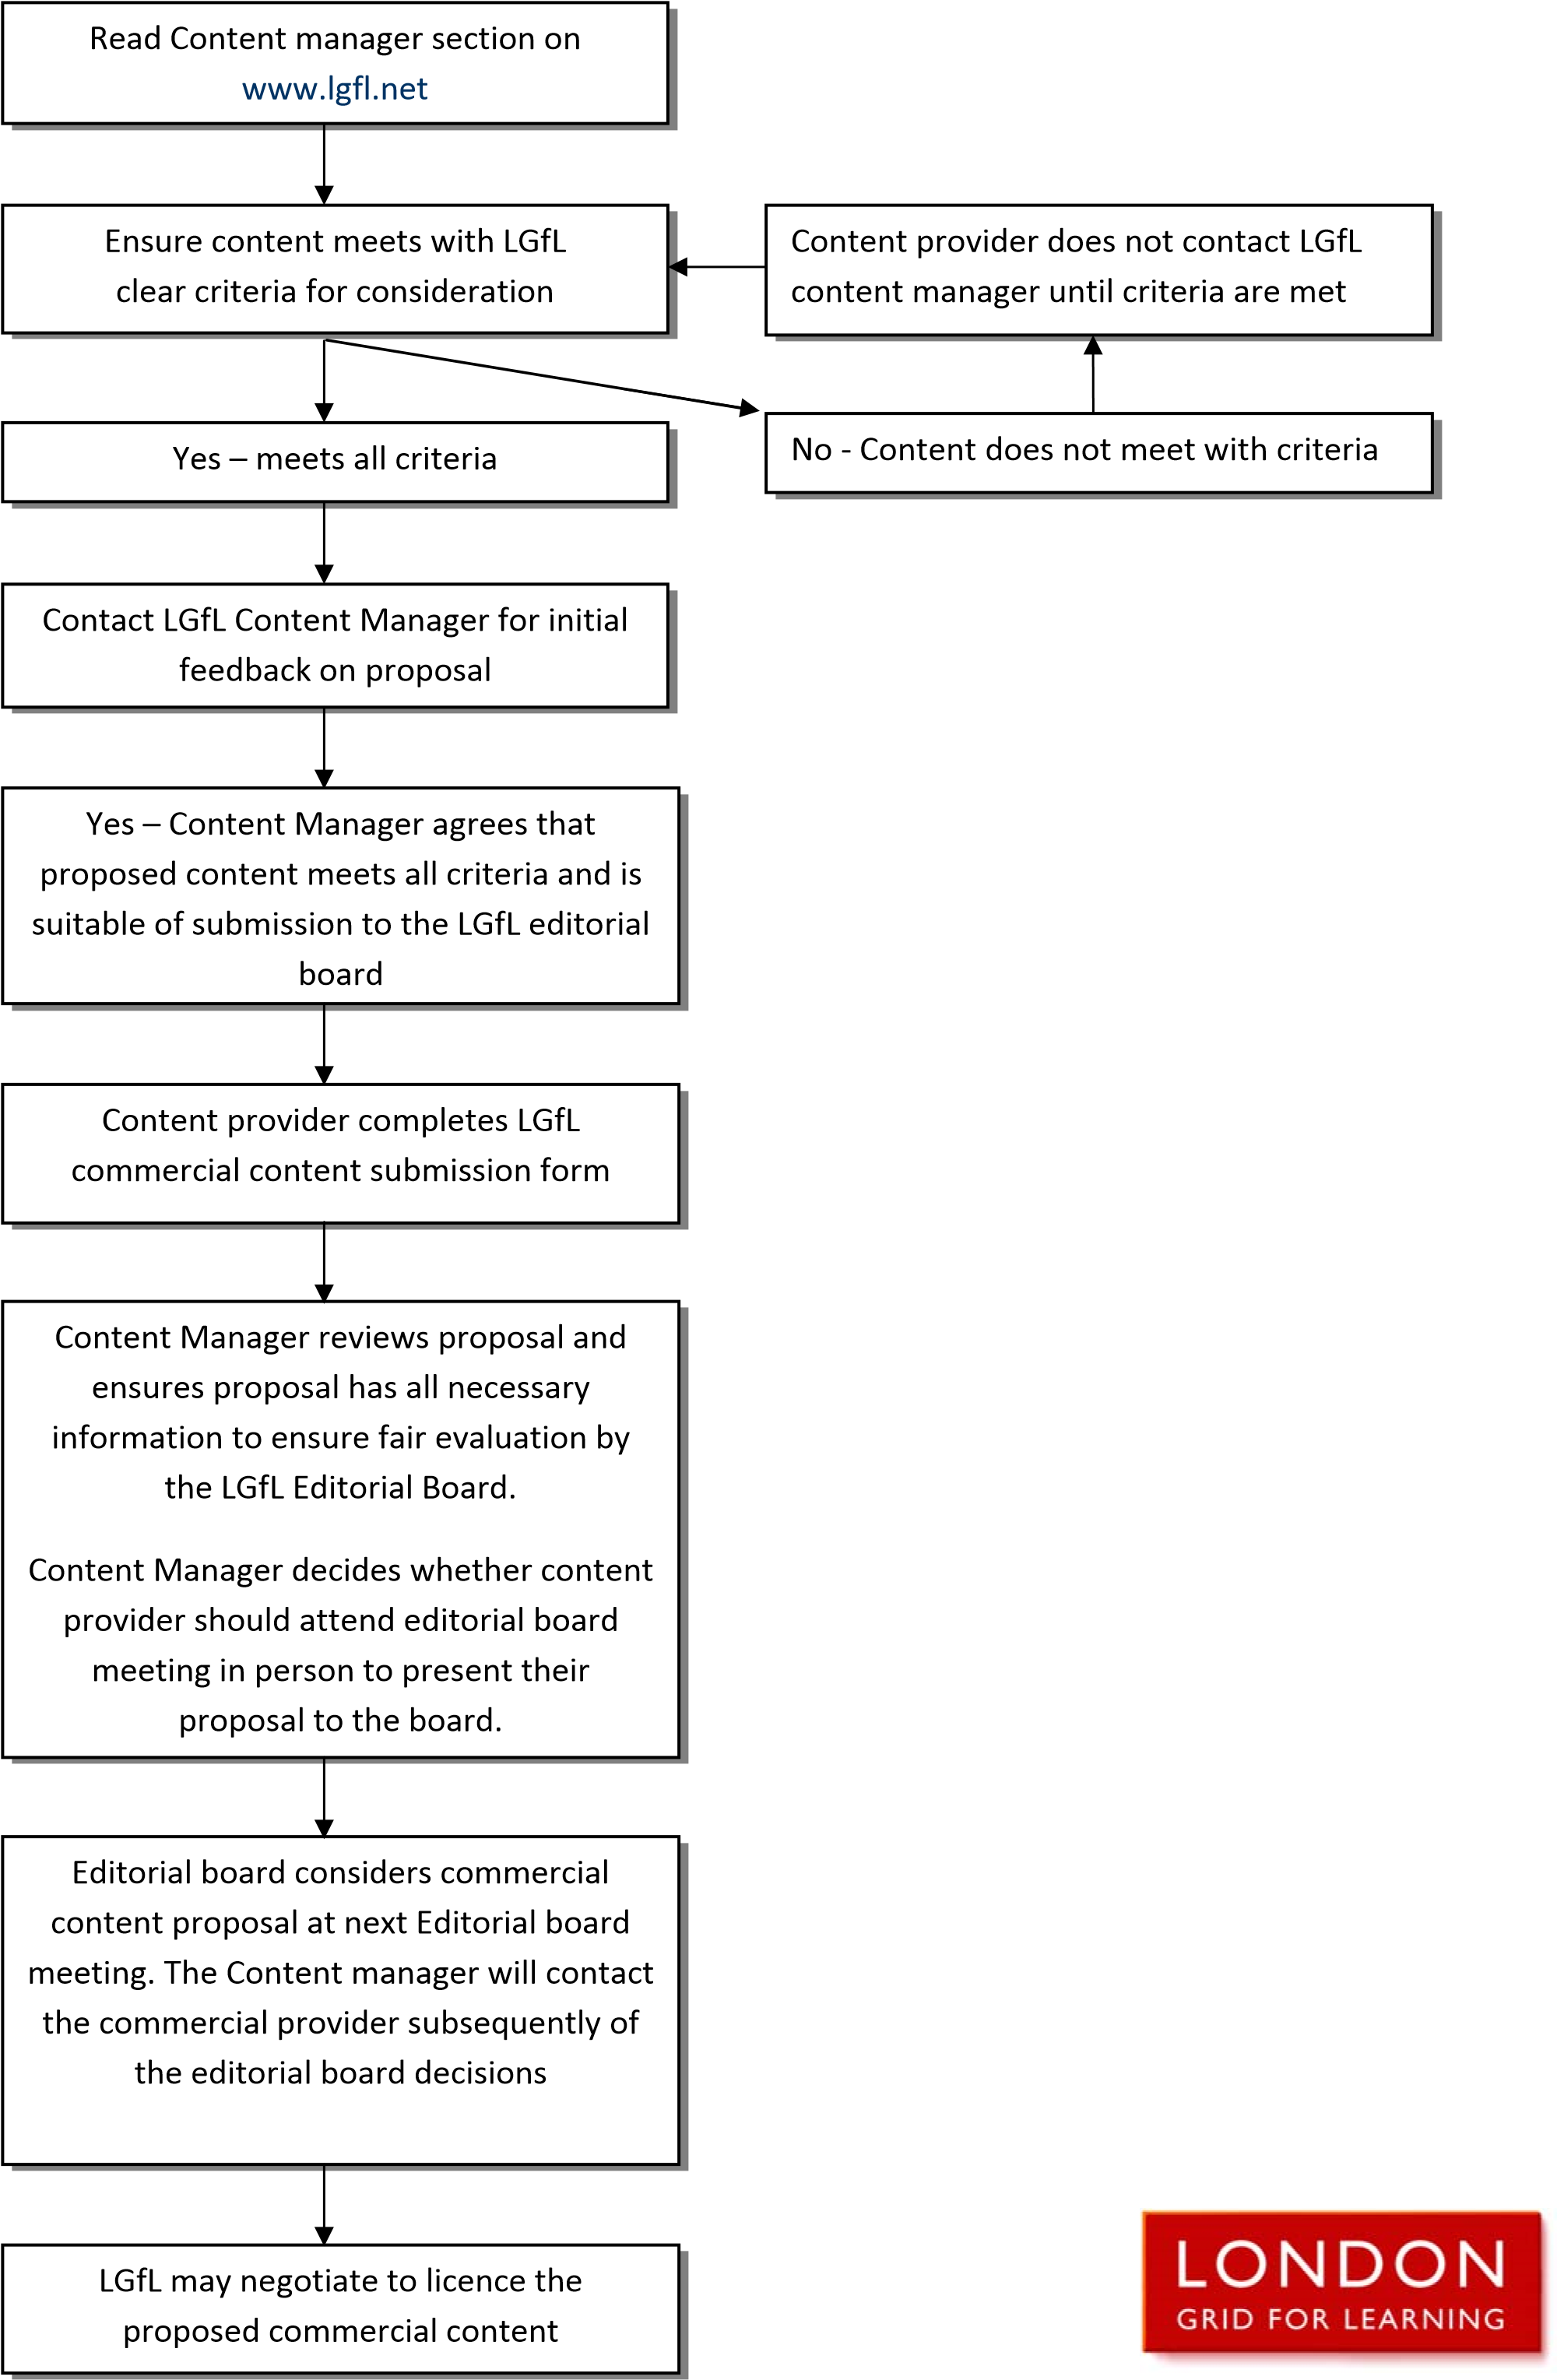 Read Content manager section on
www.lgfl.net
Ensure content meets with LGfL
clear criteria for consideration
Content provider does not contact LGfL
content manager until criteria are met
Yes – meets all criteria
No - Content does not meet with criteria
Contact LGfL Content Manager for initial
feedback on proposal
Yes – Content Manager agrees that
proposed content meets all criteria and is
suitable of submission to the LGfL editorial
board
Content provider completes LGfL
commercial content submission form
Content Manager reviews proposal and
ensures proposal has all necessary
information to ensure fair evaluation by
the LGfL Editorial Board.
Content Manager decides whether content
provider should attend editorial board
meeting in person to present their
proposal to the board.
Editorial board considers commercial
content proposal at next Editorial board
meeting. The Content manager will contact
the commercial provider subsequently of
the editorial board decisions
LGfL may negotiate to licence the
proposed commercial content
LONDON
GRID FOR LEARNING